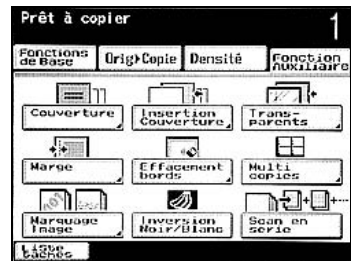 Prêt à copier
1
Fonctions
de Base
Orig▸Copie
Densité
Fonction
Auxiliaire
Couverture
Insertion
Couverture
Trans-
parents
Marge
Effacement
bords
Multi
copies
Marquage
Image
Inversion
Noir/Blanc
Scan en
série
Liste
tâches